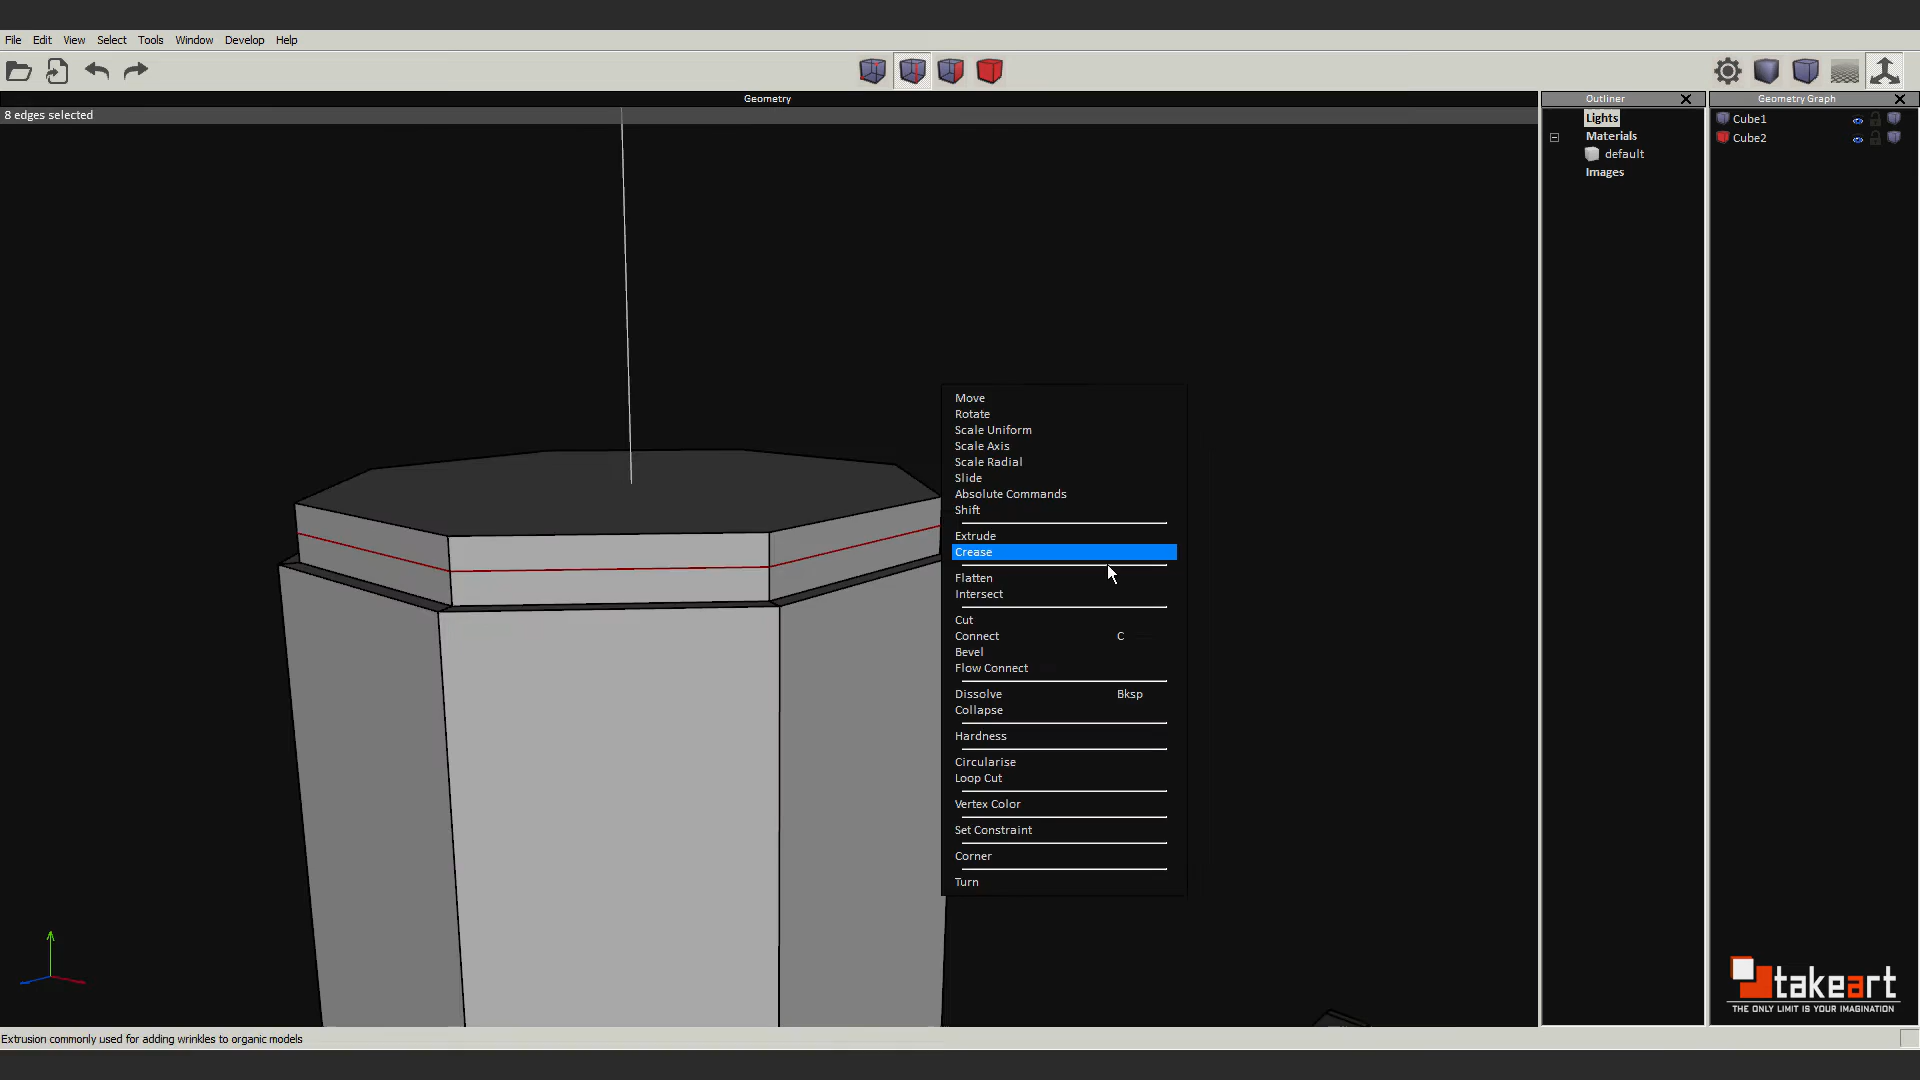 File Edit View Select Tools Window Develop Help
Geometry
Outliner
Geometry Graph
8 edges selected
Lights
Materials
default
Images
Cube1
Cube2
Move
Rotate
Scale Uniform
Scale Axis
Scale Radial
Slide
Absolute Commands
Shift
Extrude
Crease
Flatten
Intersect
Cut
Connect C
Bevel
Flow Connect
Dissolve Bksp
Collapse
Hardness
Circularise
Loop Cut
Vertex Color
Set Constraint
Corner
Turn
takeart
THE ONLY LIMIT IS YOUR IMAGINATION
Extrusion commonly used for adding wrinkles to organic models